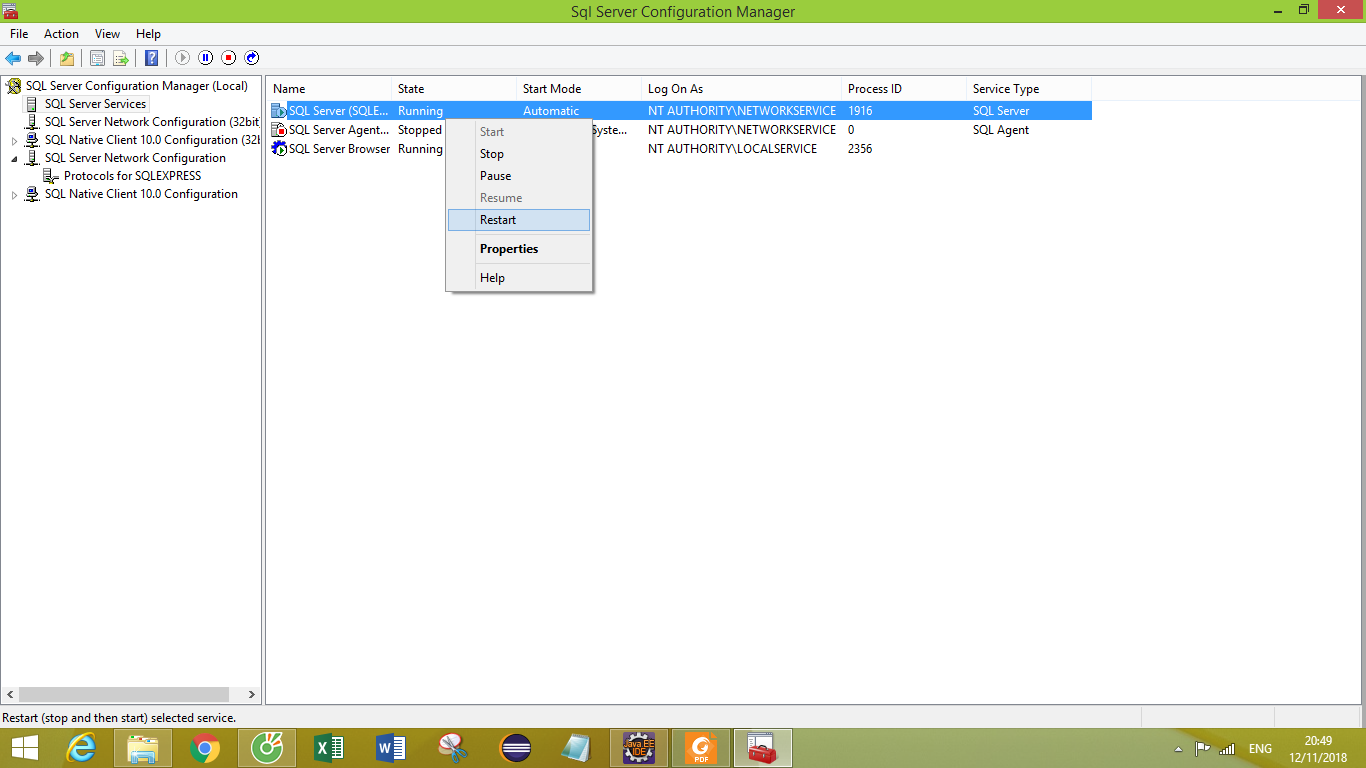 Sql Server Configuration Manager
File Action View Help
SQL Server Configuration Manager (Local)
SQL Server Services
SQL Server Network Configuration (32bit
SQL Native Client 10.0 Configuration (32b
SQL Server Network Configuration
Protocols for SQLEXPRESS
SQL Native Client 10.0 Configuration
Name State Start Mode Log On As Process ID Service Type
SQL Server (SQLE... Running Automatic NT AUTHORITY\NETWORKSERVICE 1916 SQL Server
SQL Server Agent... Stopped Syste... NT AUTHORITY\NETWORKSERVICE 0 SQL Agent
SQL Server Browser Running NT AUTHORITY\LOCALSERVICE 2356
Start
Stop
Pause
Resume
Restart
Properties
Help
Restart (stop and then start) selected service.
Java EE
IDE
PDF
ENG
20:49
12/11/2018